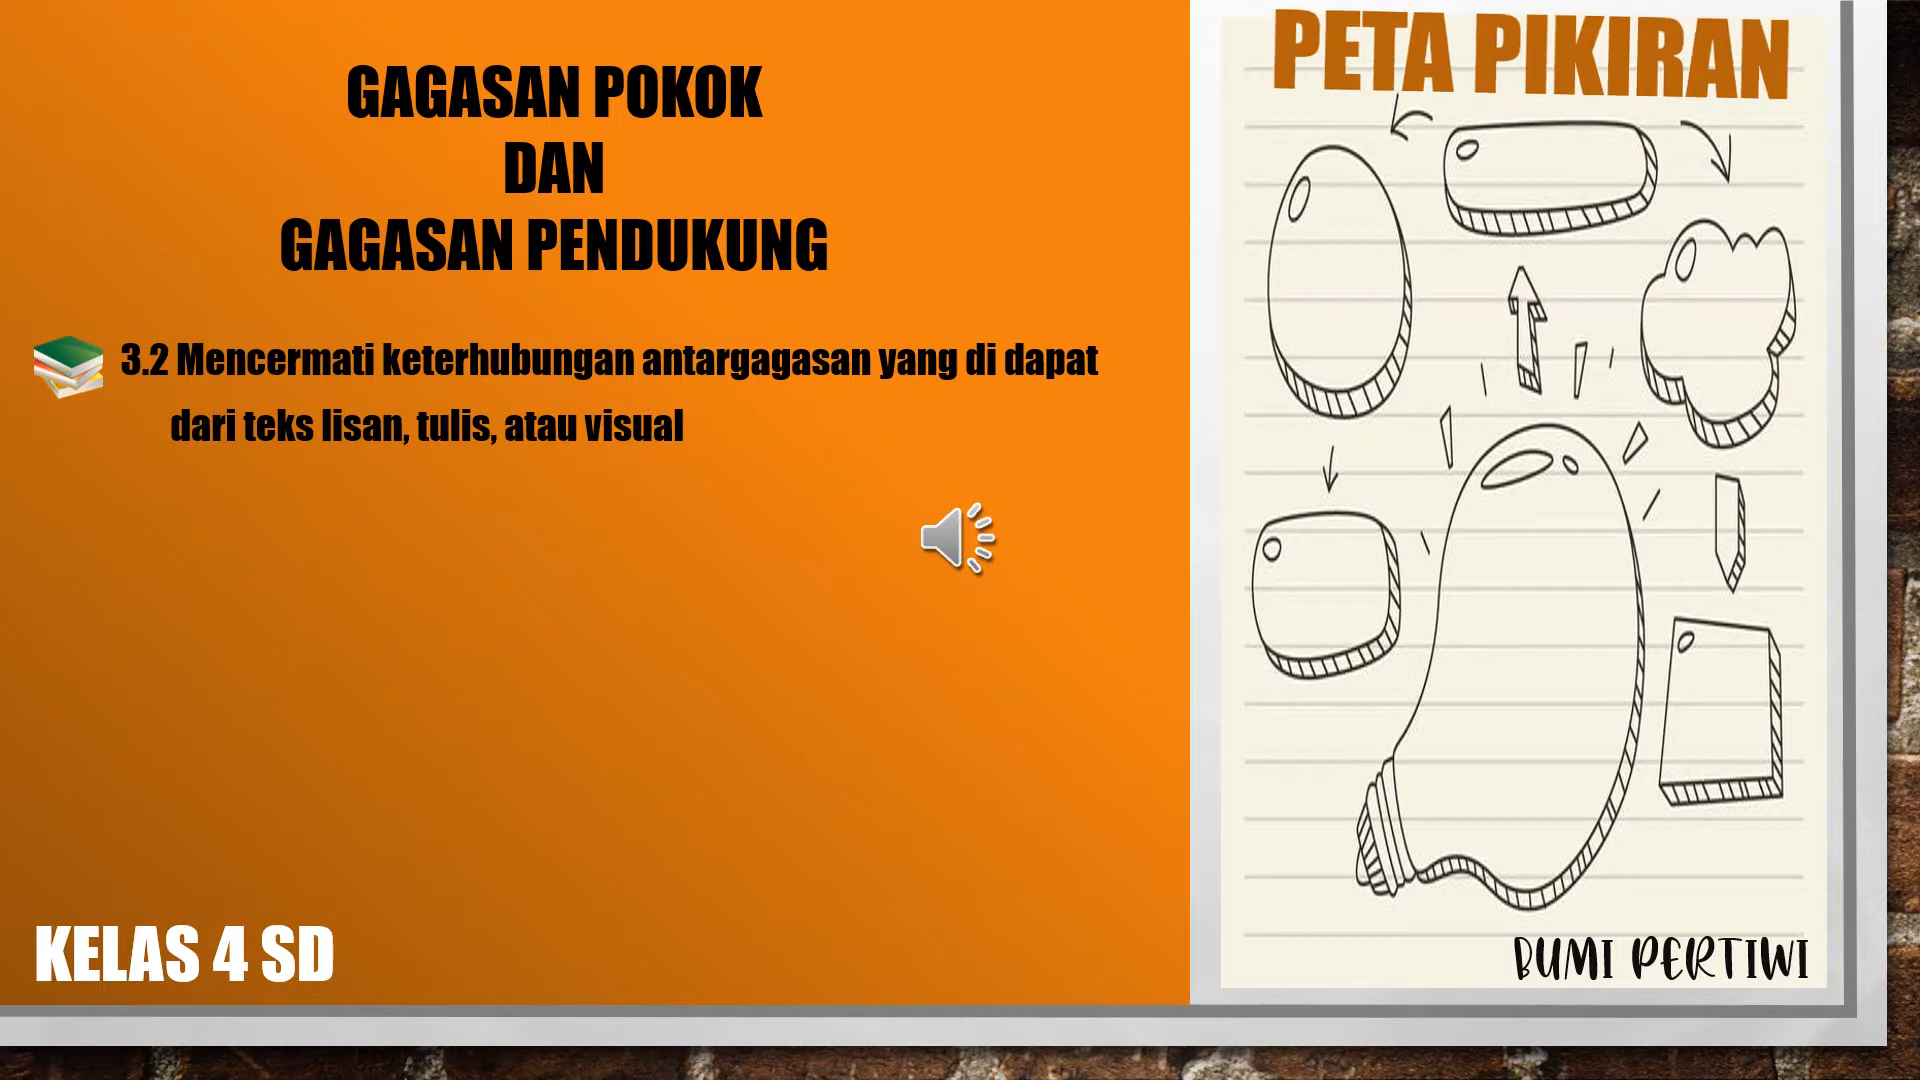 GAGASAN POKOK
DAN
GAGASAN PENDUKUNG
3.2 Mencermati keterhubungan antargagasan yang di dapat
dari teks lisan, tulis, atau visual
KELAS 4 SD
PETA PIKIRAN
BUMI PERTIWI